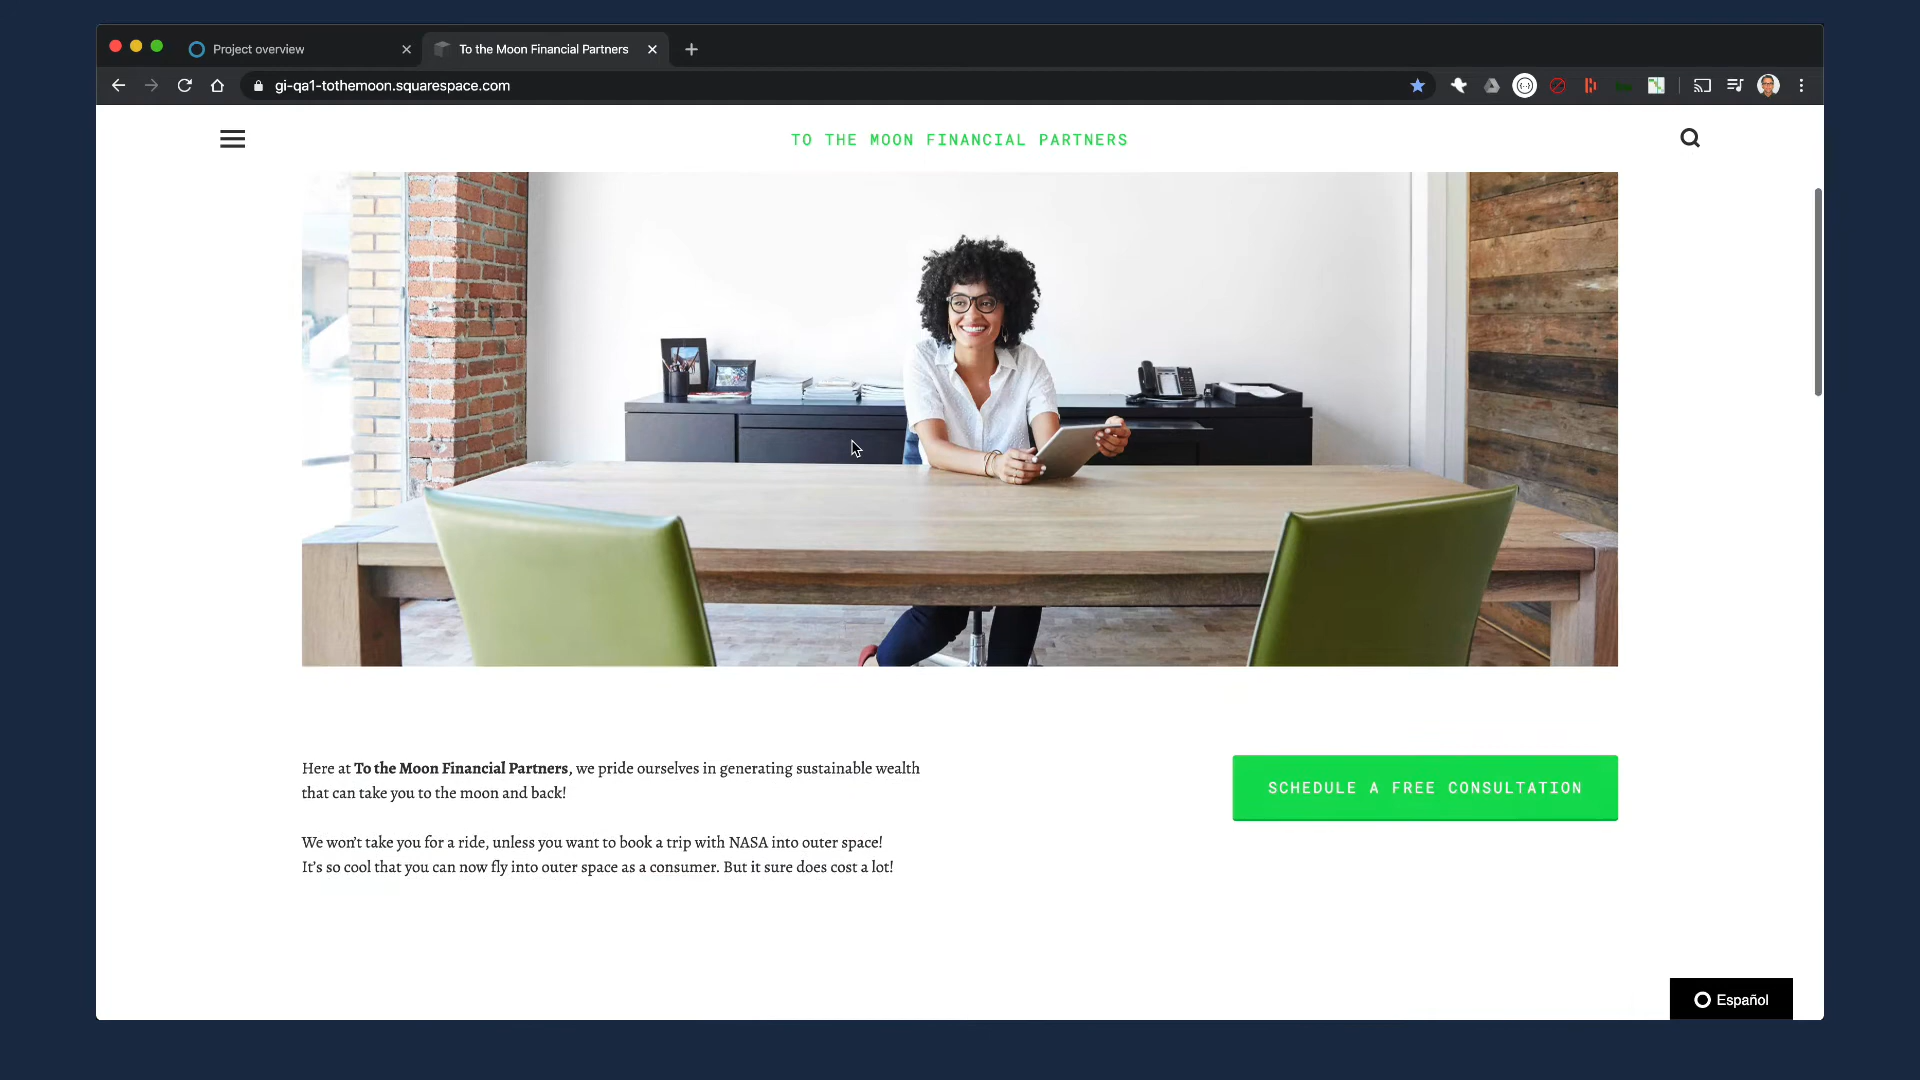 Project overview
To the Moon Financial Partners
gi-qa1-tothemoon.squarespace.com
TO THE MOON FINANCIAL PARTNERS
Here at To the Moon Financial Partners, we pride ourselves in generating sustainable wealth
that can take you to the moon and back!
SCHEDULE A FREE CONSULTATION
We won't take you for a ride, unless you want to book a trip with NASA into outer space!
It's so cool that you can now fly into outer space as a consumer. But it sure does cost a lot!
Español